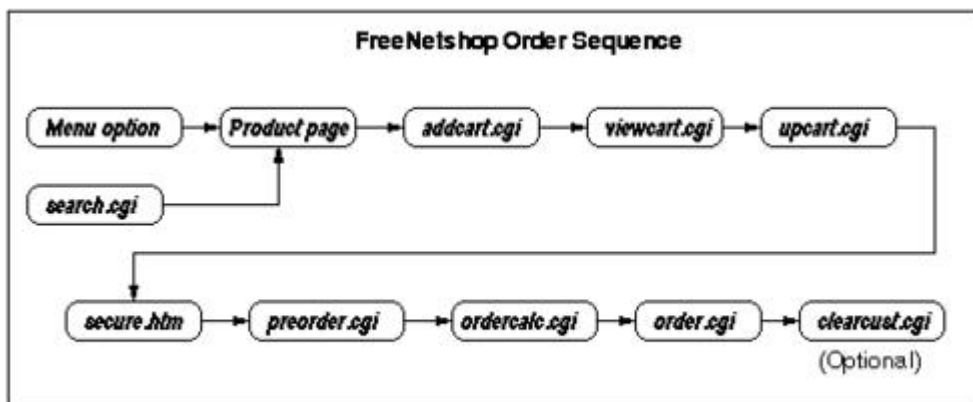 FreeNetshop Order Sequence
Menu option
Product page
addcart.cgi
viewcart.cgi
upcart.cgi
search.cgi
secure.htm
preorder.cgi
ordercalc.cgi
order.cgi
clearcust.cgi
(Optional)